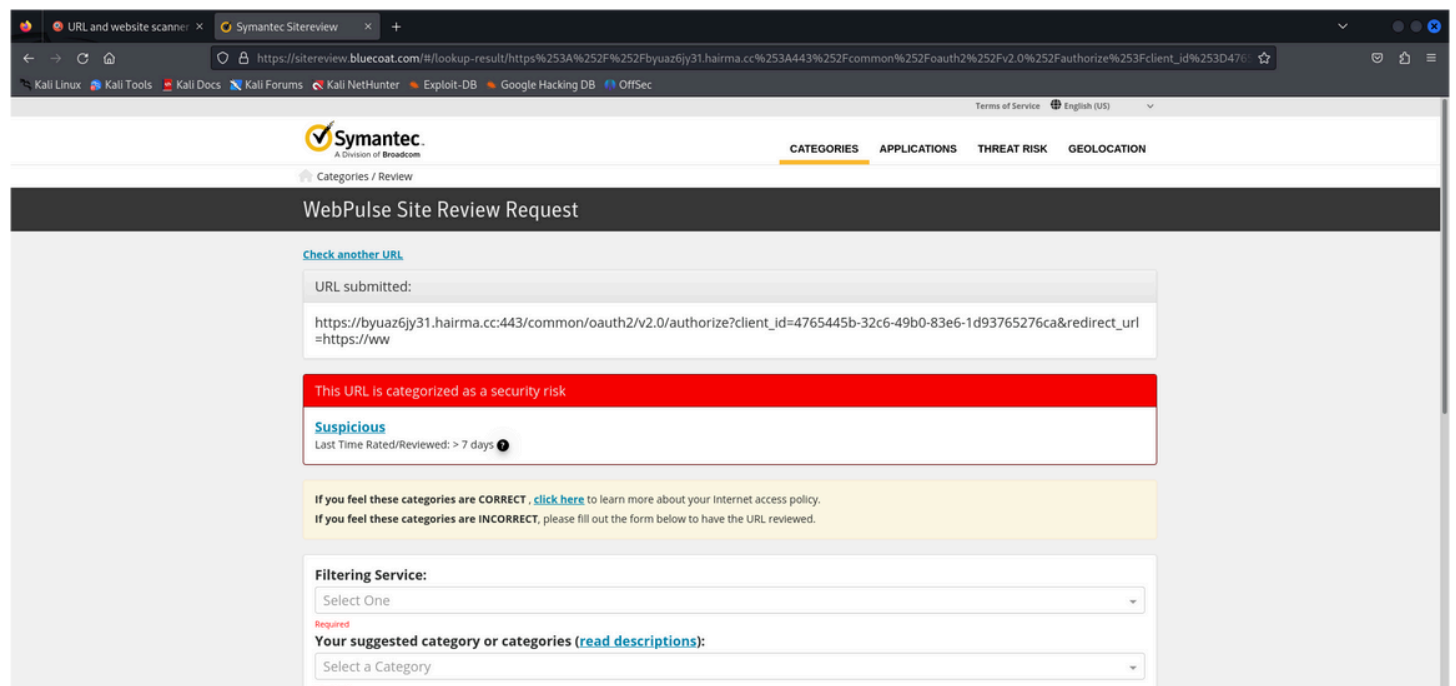 URL and website scanner
Symantec Sitereview
https://sitereview.bluecoat.com/#/lookup-result/https%253A%252F%252Fbyuaz6jy31.hairma.cc%253A443%252Fcommon%252Foauth2%252Fv2.0%252Fauthorize%253Fclient_id%253D476
Kali Linux Kali Tools Kali Docs Kali Forums Kali NetHunter Exploit-DB Google Hacking DB OffSec
Terms of Service English (US)
Symantec.
A Division of Broadcom
CATEGORIES APPLICATIONS THREAT RISK GEOLOCATION
Categories / Review
WebPulse Site Review Request
Check another URL
URL submitted:
https://byuaz6jy31.hairma.cc:443/common/oauth2/v2.0/authorize?client_id=4765445b-32c6-49b0-83e6-1d93765276ca&redirect_url
=https://ww
This URL is categorized as a security risk
Suspicious
Last Time Rated/Reviewed: > 7 days ?
If you feel these categories are CORRECT , click here to learn more about your Internet access policy.
If you feel these categories are INCORRECT, please fill out the form below to have the URL reviewed.
Filtering Service:
Select One
Required
Your suggested category or categories (read descriptions):
Select a Category